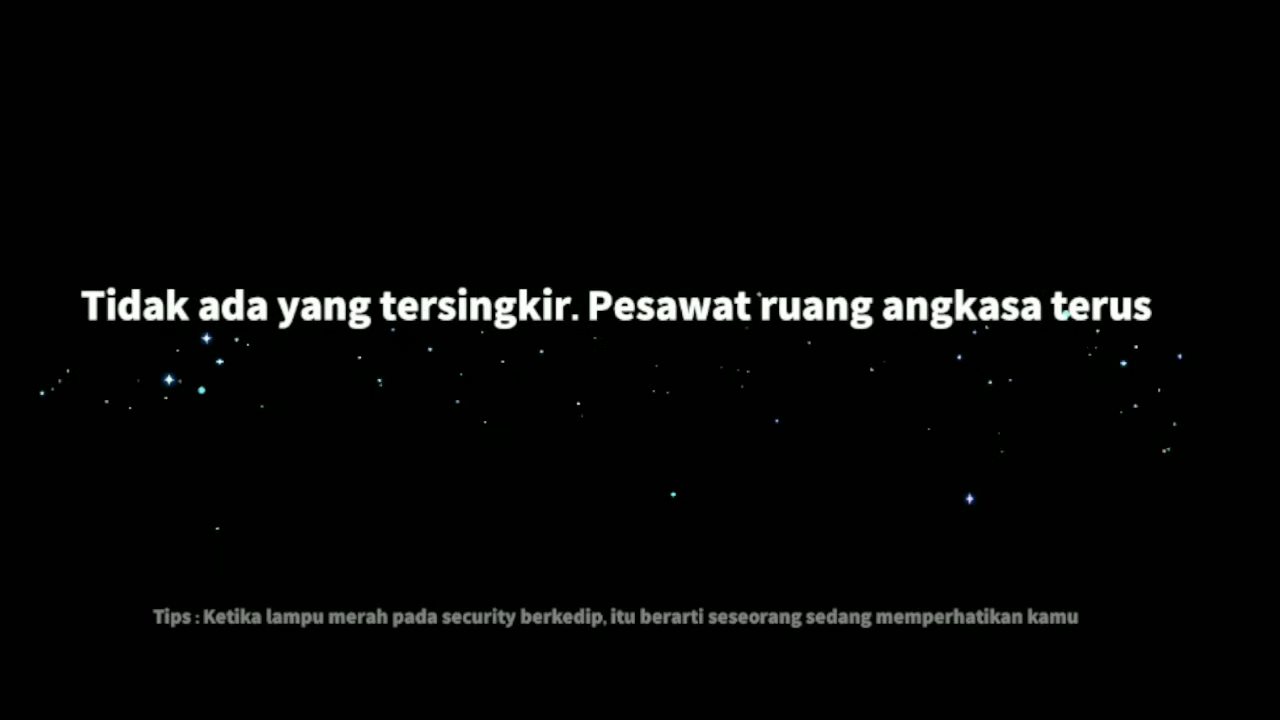 Tidak ada yang tersingkir. Pesawat ruang angkasa terus
Tips : Ketika lampu merah pada security berkedip, itu berarti seseorang sedang memperhatikan kamu